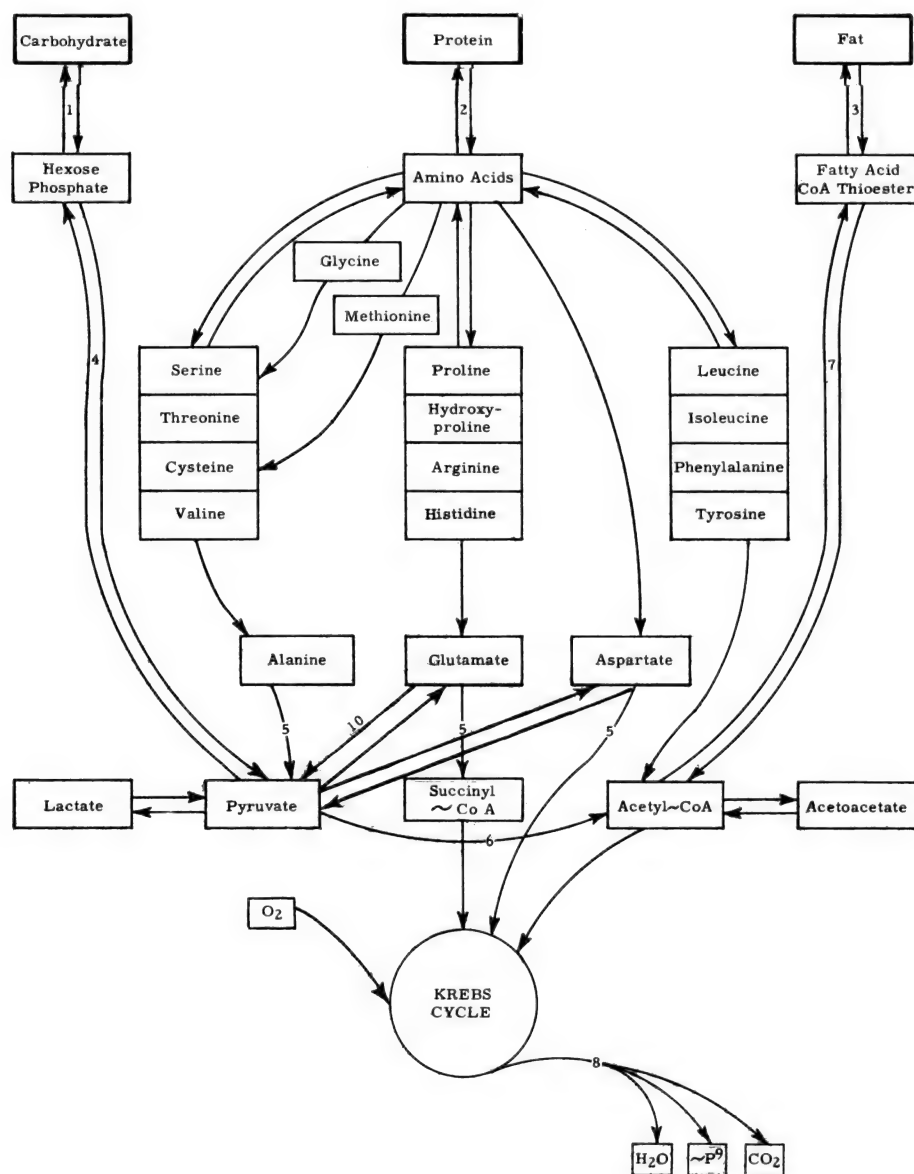 Carbohydrate
Protein
Fat
1
2
3
Hexose
Phosphate
Amino Acids
Fatty Acid
CoA Thioester
Glycine
Methionine
4
7
Serine
Threonine
Cysteine
Valine
Proline
Hydroxy-
proline
Arginine
Histidine
Leucine
Isoleucine
Phenylalanine
Tyrosine
Alanine
Glutamate
Aspartate
5
10
5
5
Lactate
Pyruvate
Succinyl
~Co A
Acetyl~CoA
Acetoacetate
6
O2
KREBS
CYCLE
8
H2O
~P9
CO2